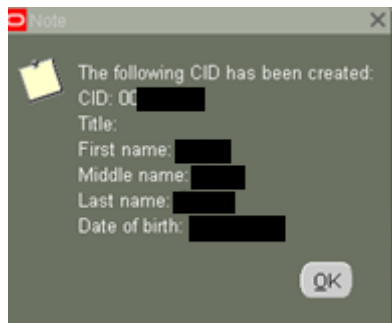 Note
The following CID has been created:
CID: 00
Title:
First name:
Middle name:
Last name:
Date of birth:
OK